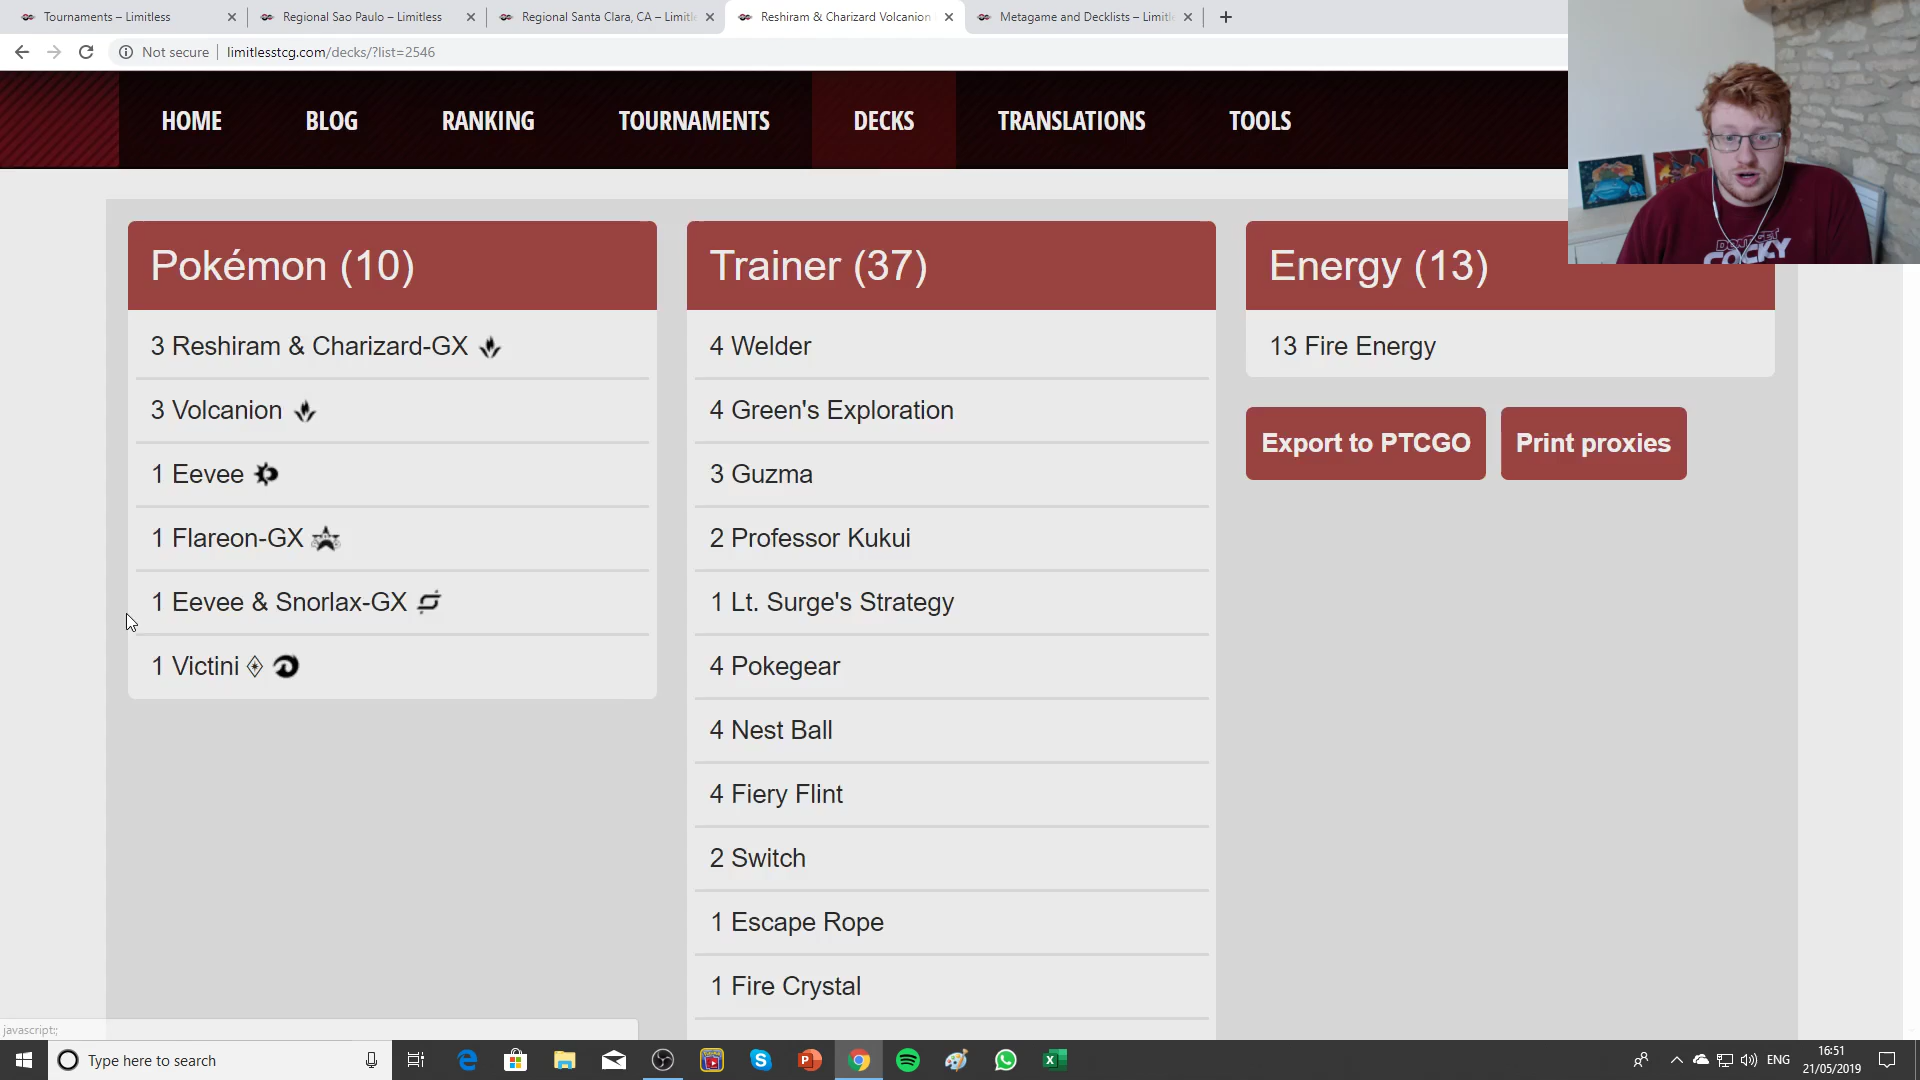 Tournaments – Limitless
Regional Sao Paulo – Limitless
Regional Santa Clara, CA – Limitl
Reshiram & Charizard Volcanion
Metagame and Decklists – Limitl
Not secure
limitlesstcg.com/decks/?list=2546
HOME
BLOG
RANKING
TOURNAMENTS
DECKS
TRANSLATIONS
TOOLS
Pokémon (10)
3 Reshiram & Charizard-GX
3 Volcanion
1 Eevee
1 Flareon-GX
1 Eevee & Snorlax-GX
1 Victini
Trainer (37)
4 Welder
4 Green's Exploration
3 Guzma
2 Professor Kukui
1 Lt. Surge's Strategy
4 Pokegear
4 Nest Ball
4 Fiery Flint
2 Switch
1 Escape Rope
1 Fire Crystal
Energy (13)
13 Fire Energy
Export to PTCGO
Print proxies
DON'T GET
COCKY
javascript:;
Type here to search
ENG
16:51
21/05/2019